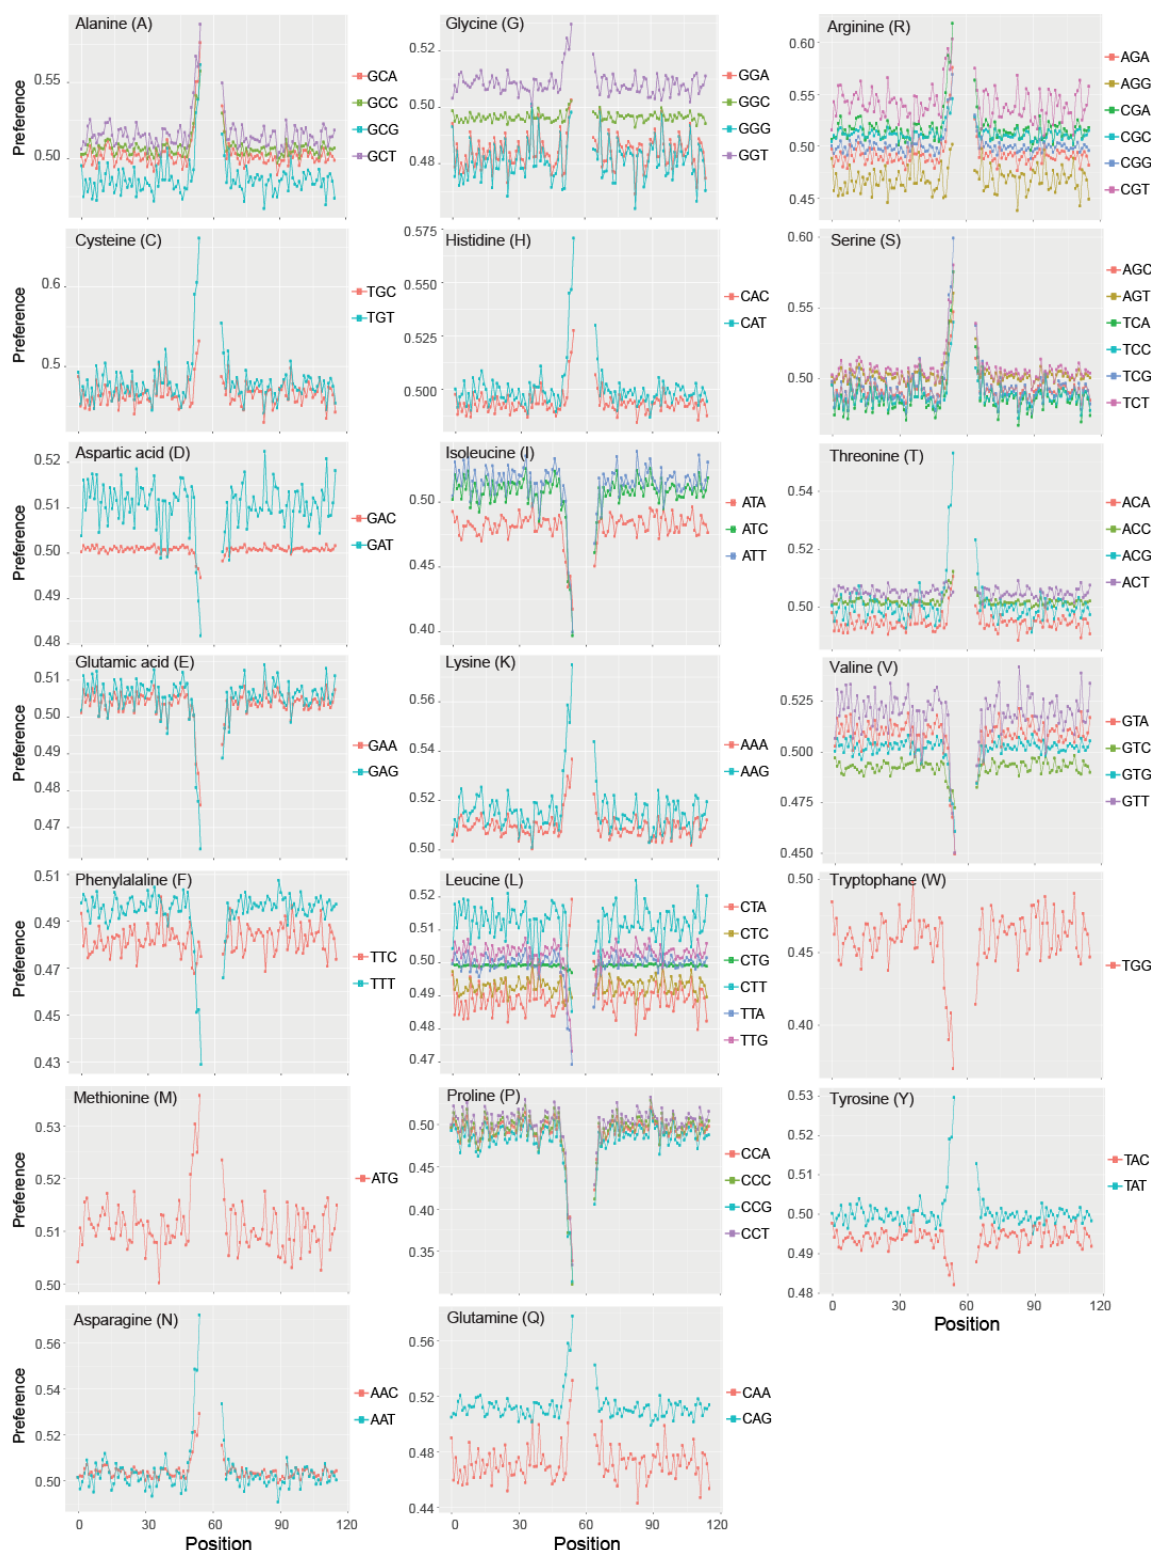 Alanine (A)
Preference
0.55
0.50
GCA
GCC
GCG
GCT
Glycine (G)
0.52
0.50
0.48
GGA
GGC
GGG
GGT
Arginine (R)
0.60
0.55
0.50
0.45
AGA
AGG
CGA
CGC
CGG
CGT
Cysteine (C)
Preference
0.6
0.5
TGC
TGT
Histidine (H)
0.575
0.550
0.525
0.500
CAC
CAT
Serine (S)
0.60
0.55
0.50
AGC
AGT
TCA
TCC
TCG
TCT
Aspartic acid (D)
Preference
0.52
0.51
0.50
0.49
0.48
GAC
GAT
Isoleucine (I)
0.50
0.45
0.40
ATA
ATC
ATT
Threonine (T)
0.54
0.52
0.50
ACA
ACC
ACG
ACT
Glutamic acid (E)
Preference
0.51
0.50
0.49
0.48
0.47
GAA
GAG
Lysine (K)
0.56
0.54
0.52
0.50
AAA
AAG
Valine (V)
0.525
0.500
0.475
0.450
GTA
GTC
GTG
GTT
Phenylalaline (F)
Preference
0.51
0.49
0.47
0.45
0.43
TTC
TTT
Leucine (L)
0.52
0.51
0.50
0.49
0.48
0.47
CTA
CTC
CTG
CTT
TTA
TTG
Tryptophane (W)
0.50
0.45
0.40
TGG
Methionine (M)
Preference
0.53
0.52
0.51
0.50
ATG
Proline (P)
0.50
0.45
0.40
0.35
CCA
CCC
CCG
CCT
Tyrosine (Y)
0.53
0.52
0.51
0.50
0.49
0.48
TAC
TAT
0 30 60 90 120
Position
Asparagine (N)
Preference
0.56
0.54
0.52
0.50
AAC
AAT
0 30 60 90 120
Position
Glutamine (Q)
0.56
0.52
0.48
0.44
CAA
CAG
0 30 60 90 120
Position